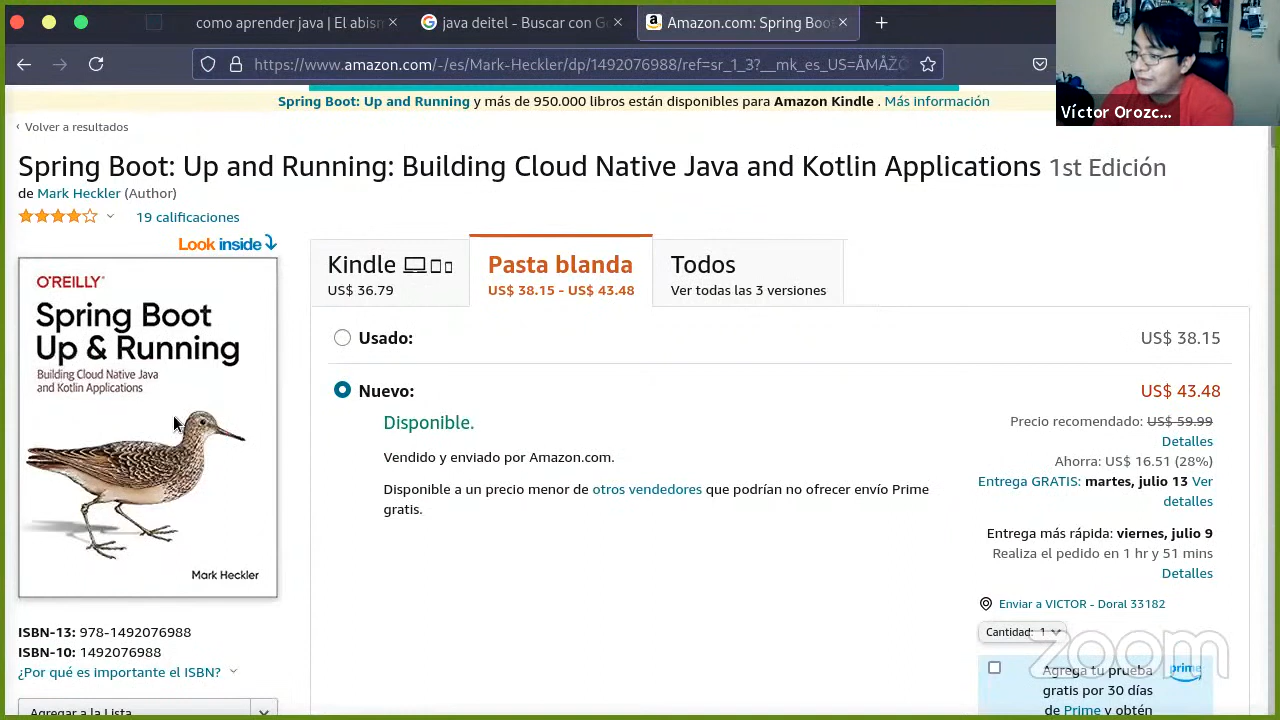 como aprender java | El abis
java deitel - Buscar con G
Amazon.com: Spring Boo
https://www.amazon.com/-/es/Mark-Heckler/dp/1492076988/ref=sr_1_3?__mk_es_US=ÅMÅŽÕ
Víctor Orozc...
Spring Boot: Up and Running y más de 950.000 libros están disponibles para Amazon Kindle . Más información
‹ Volver a resultados
Spring Boot: Up and Running: Building Cloud Native Java and Kotlin Applications 1st Edición
de Mark Heckler (Author)
19 calificaciones
Look inside
O'REILLY
Spring Boot
Up & Running
Building Cloud Native Java
and Kotlin Applications
Mark Heckler
ISBN-13: 978-1492076988
ISBN-10: 1492076988
¿Por qué es importante el ISBN?
Agregar a la Lista
Kindle
US$ 36.79
Pasta blanda
US$ 38.15 - US$ 43.48
Todos
Ver todas las 3 versiones
Usado:
US$ 38.15
Nuevo:
US$ 43.48
Disponible.
Vendido y enviado por Amazon.com.
Disponible a un precio menor de otros vendedores que podrían no ofrecer envío Prime
gratis.
Precio recomendado: US$ 59.99
Detalles
Ahorra: US$ 16.51 (28%)
Entrega GRATIS: martes, julio 13 Ver
detalles
Entrega más rápida: viernes, julio 9
Realiza el pedido en 1 hr y 51 mins
Detalles
Enviar a VICTOR - Doral 33182
Cantidad: 1
zoom
Agrega tu prueba
prime
gratis por 30 días
de Prime y obtén